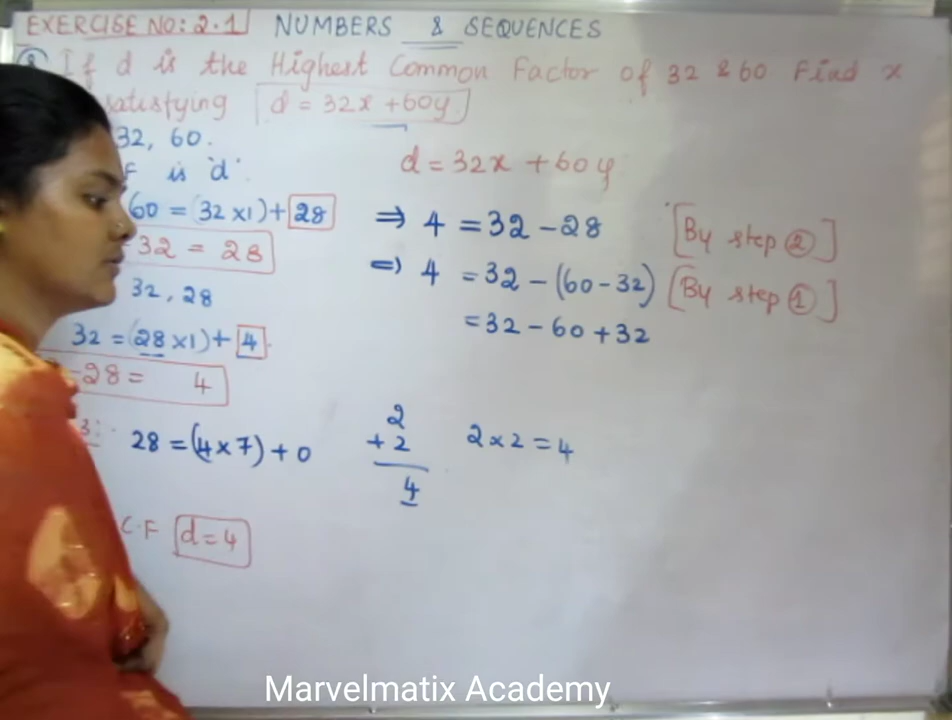 EXERCISE NO: 2.1 NUMBERS & SEQUENCES
If d is the Highest Common Factor of 32 & 60 Find x
satisfying d = 32x + 60y
32, 60.
F is 'd'.
60 = (32 x 1) + 28
32 = 28
32, 28
32 = (28 x 1) + 4
-28 = 4
3:
28 = (4 x 7) + 0
C.F d = 4
d = 32x + 60y
⇒ 4 = 32 - 28 [By step ②]
⇒ 4 = 32 - (60 - 32) [By step ①]
= 32 - 60 + 32
2
+ 2
4
2 x 2 = 4
Marvelmatix Academy